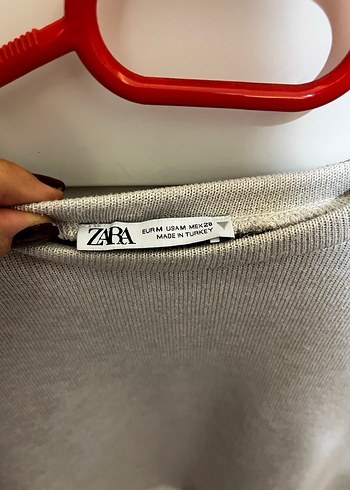 ZARA
EUR M USA M MEX 28
MADE IN TURKEY